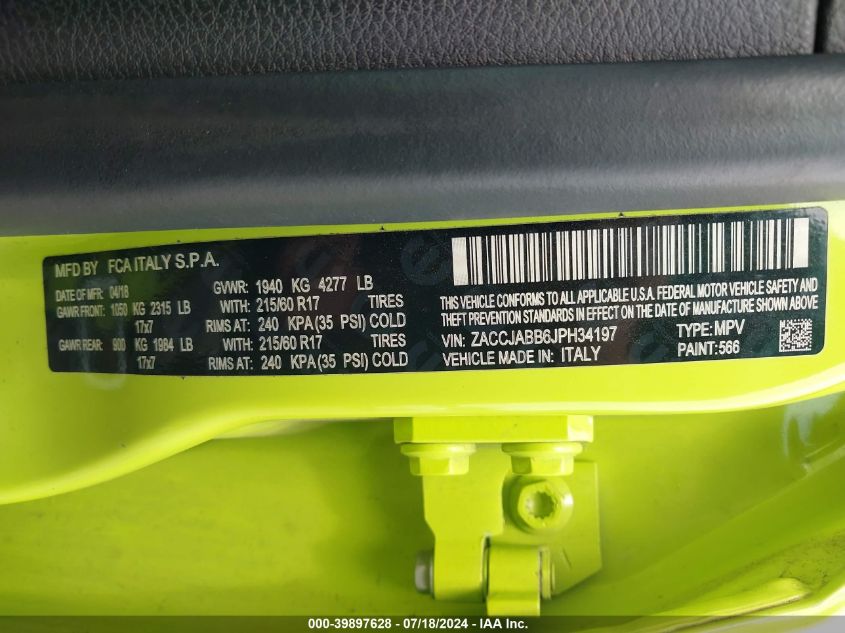 MFD BY FCA ITALY S.P.A.
DATE OF MFR. 04/18 GVWR: 1940 KG 4277 LB
GAWR FRONT: 1050 KG 2315 LB WITH: 215/60 R17 TIRES
17x7 RIMS AT: 240 KPA(35 PSI) COLD
GAWR REAR: 900 KG 1984 LB WITH: 215/60 R17 TIRES
17x7 RIMS AT: 240 KPA(35 PSI) COLD
THIS VEHICLE CONFORMS TO ALL APPLICABLE U.S.A. FEDERAL MOTOR VEHICLE SAFETY AND
THEFT PREVENTION STANDARDS IN EFFECT ON THE DATE OF MANUFACTURE SHOWN ABOVE
VIN: ZACCJABB6JPH34197 TYPE: MPV
VEHICLE MADE IN: ITALY PAINT: 566
000-39897628 - 07/18/2024 - IAA Inc.